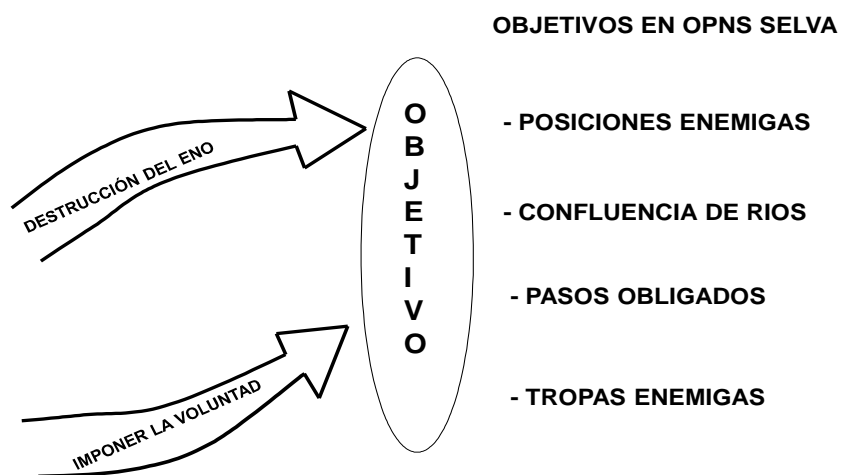 OBJETIVOS EN OPNS SELVA
DESTRUCCIÓN DEL ENO
IMPONER LA VOLUNTAD
OBJETIVO
- POSICIONES ENEMIGAS
- CONFLUENCIA DE RIOS
- PASOS OBLIGADOS
- TROPAS ENEMIGAS